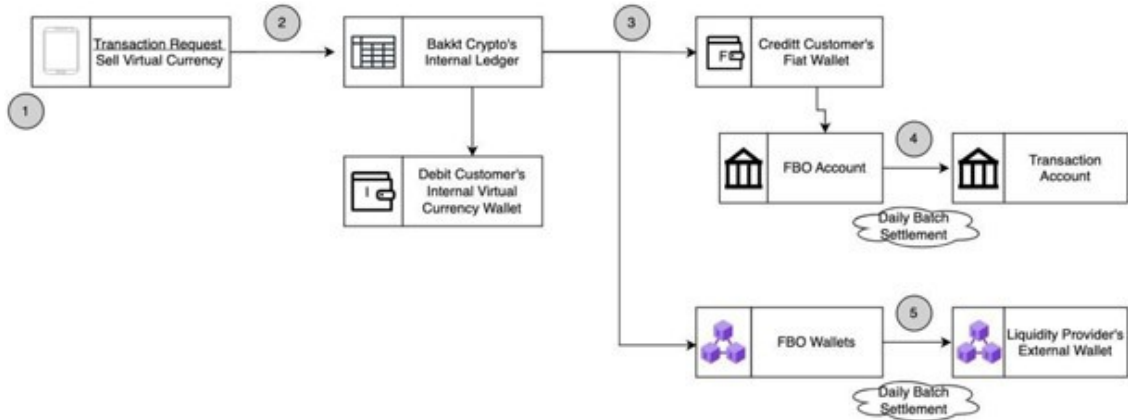 2
3
Transaction Request
Sell Virtual Currency
Bakkt Crypto's
Internal Ledger
F
Creditt Customer's
Fiat Wallet
1
4
FBO Account
Transaction
Account
I
Debit Customer's
Internal Virtual
Currency Wallet
Daily Batch
Settlement
5
FBO Wallets
Liquidity Provider's
External Wallet
Daily Batch
Settlement